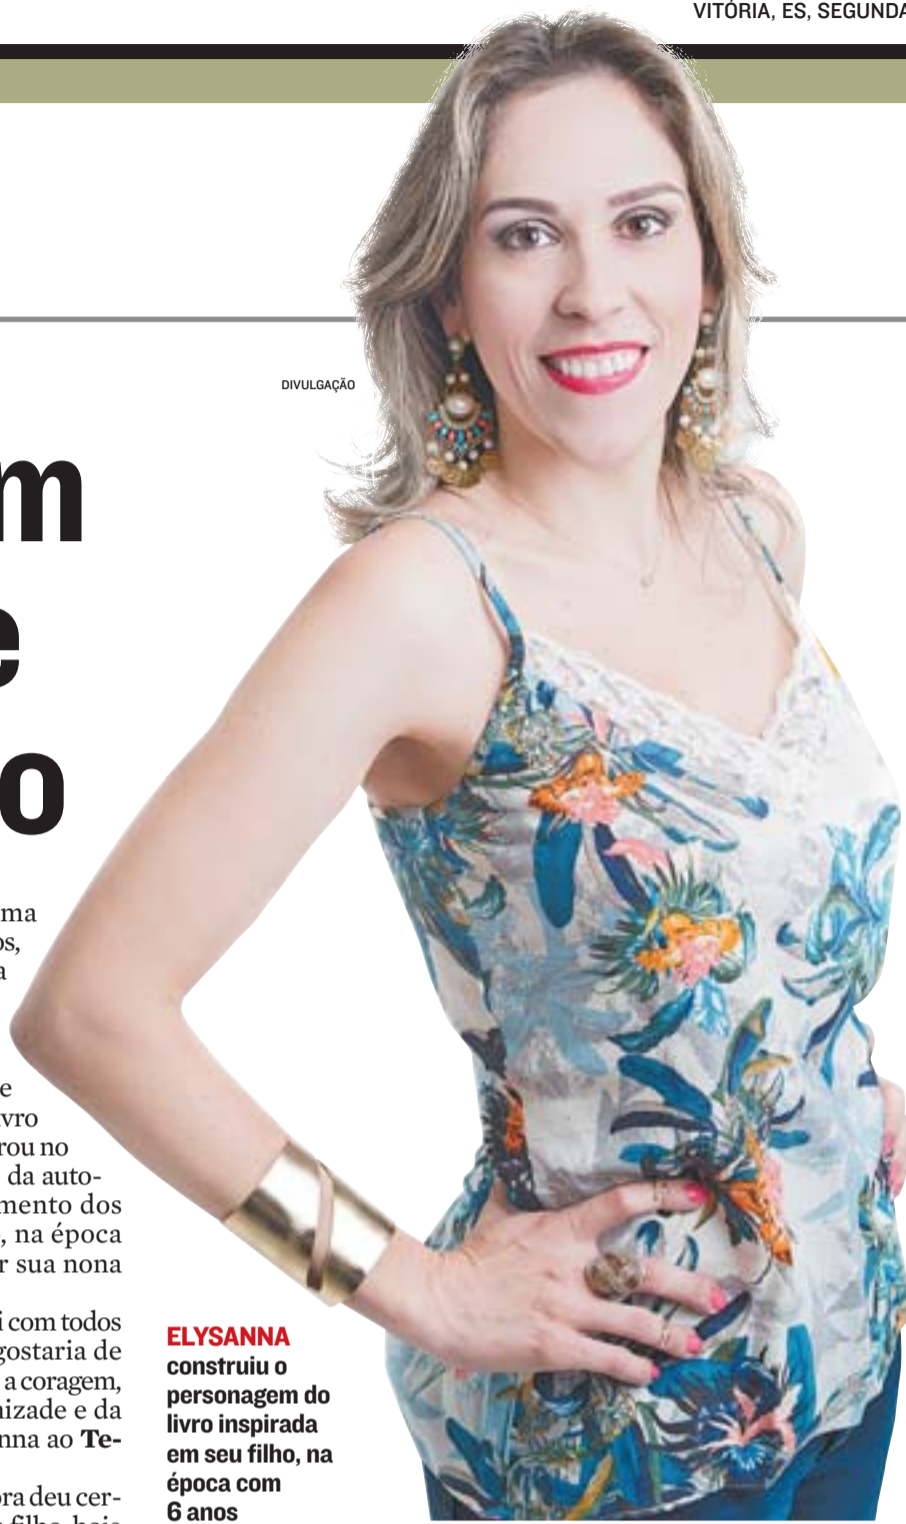 VITÓRIA, ES, SEGUNDA
DIVULGAÇÃO
m
e
o
ma
os,
a
e
vro
rou no
da auto-
mento dos
, na época
r sua nona
i com todos
gostaria de
a coragem,
nizade e da
nna ao Te-
ora deu cer-
ELYSANNA
construiu o
personagem do
livro inspirada
em seu filho, na
época com
6 anos